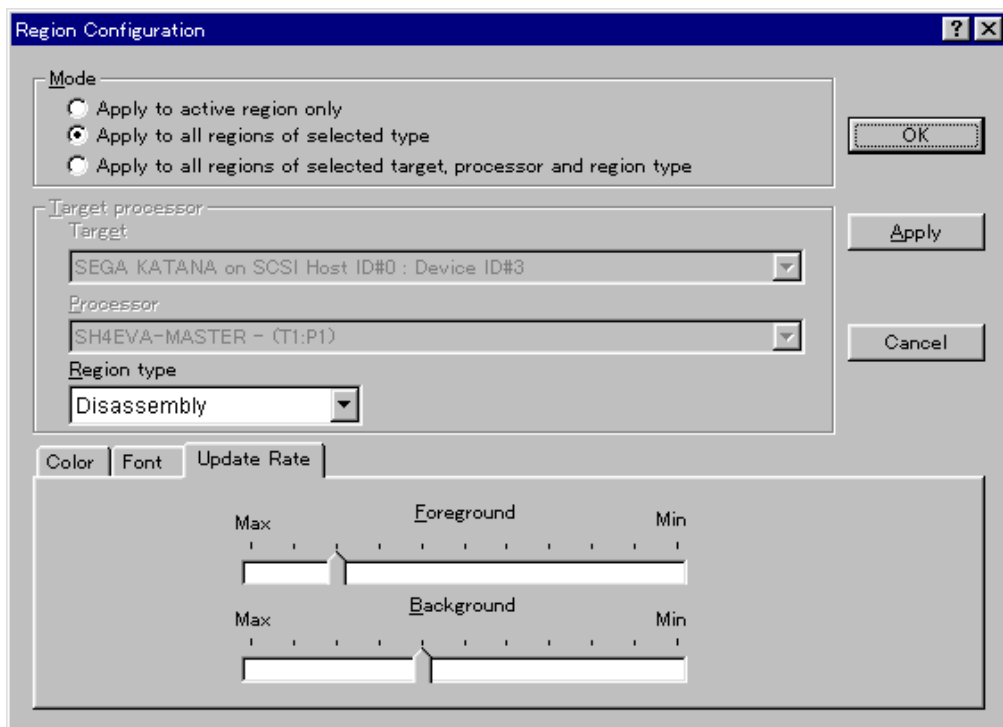 Region Configuration
Mode
Apply to active region only
Apply to all regions of selected type
Apply to all regions of selected target, processor and region type
OK
Target processor
Target
SEGA KATANA on SCSI Host ID#0 : Device ID#3
Apply
Processor
SH4EVA-MASTER - (T1:P1)
Cancel
Region type
Disassembly
Color Font Update Rate
Max Foreground Min
Max Background Min